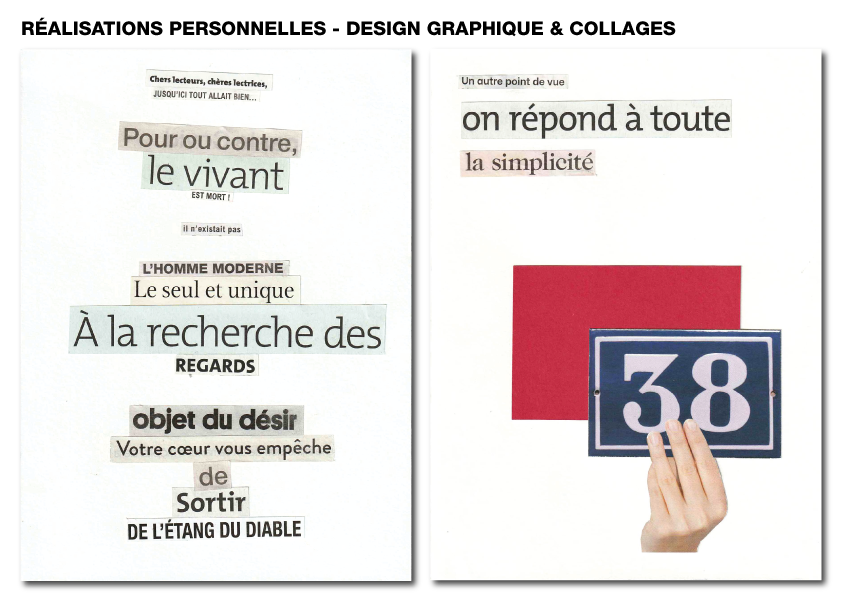 RÉALISATIONS PERSONNELLES - DESIGN GRAPHIQUE & COLLAGES
Chers lecteurs, chères lectrices,
JUSQU'ICI TOUT ALLAIT BIEN...
Pour ou contre,
le vivant
EST MORT !
il n'existait pas
L'HOMME MODERNE
Le seul et unique
À la recherche des
REGARDS
objet du désir
Votre cœur vous empêche
de
Sortir
DE L'ÉTANG DU DIABLE
Un autre point de vue
on répond à toute
la simplicité
38